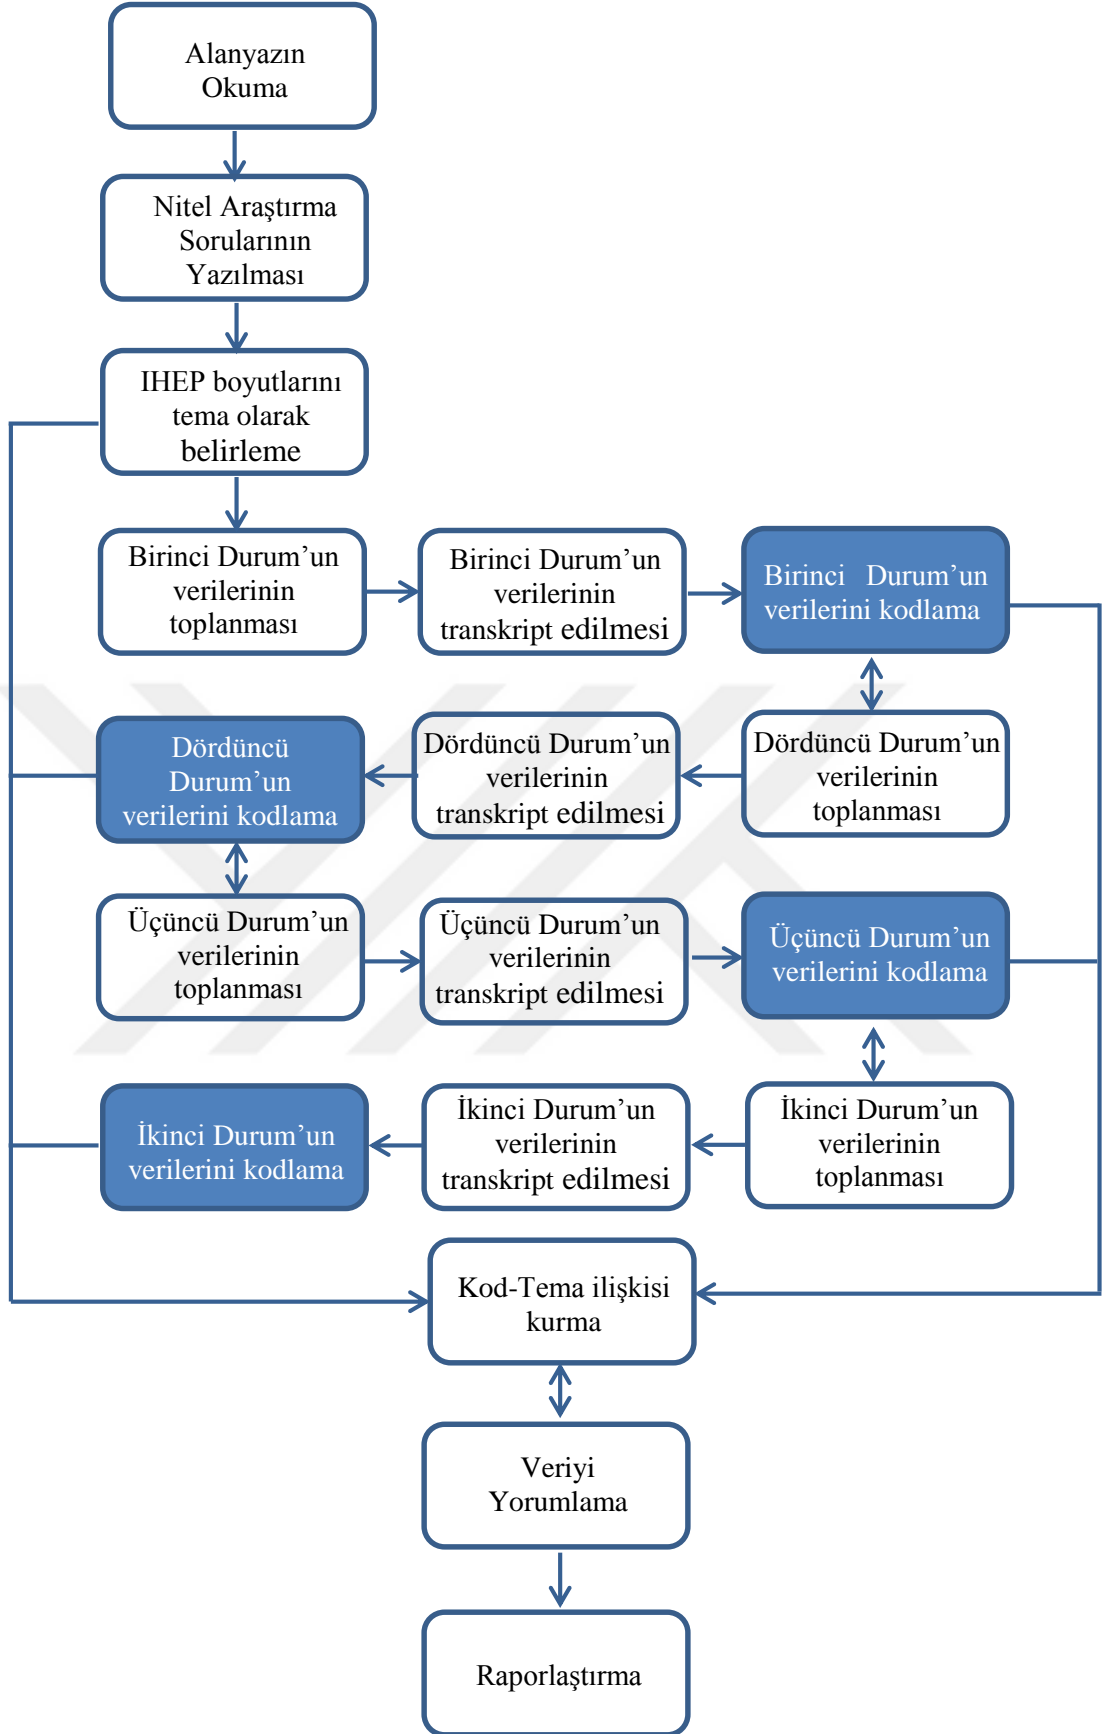 Alanyazın
Okuma
Nitel Araştırma
Sorularının
Yazılması
IHEP boyutlarını
tema olarak
belirleme
Birinci Durum’un
verilerinin
toplanması
Birinci Durum’un
verilerinin
transkript edilmesi
Birinci Durum’un
verilerini kodlama
Dördüncü
Durum’un
verilerini kodlama
Dördüncü Durum’un
verilerinin
transkript edilmesi
Dördüncü Durum’un
verilerinin
toplanması
Üçüncü Durum’un
verilerinin
toplanması
Üçüncü Durum’un
verilerinin
transkript edilmesi
Üçüncü Durum’un
verilerini kodlama
İkinci Durum’un
verilerini kodlama
İkinci Durum’un
verilerinin
transkript edilmesi
İkinci Durum’un
verilerinin
toplanması
Kod-Tema ilişkisi
kurma
Veriyi
Yorumlama
Raporlaştırma